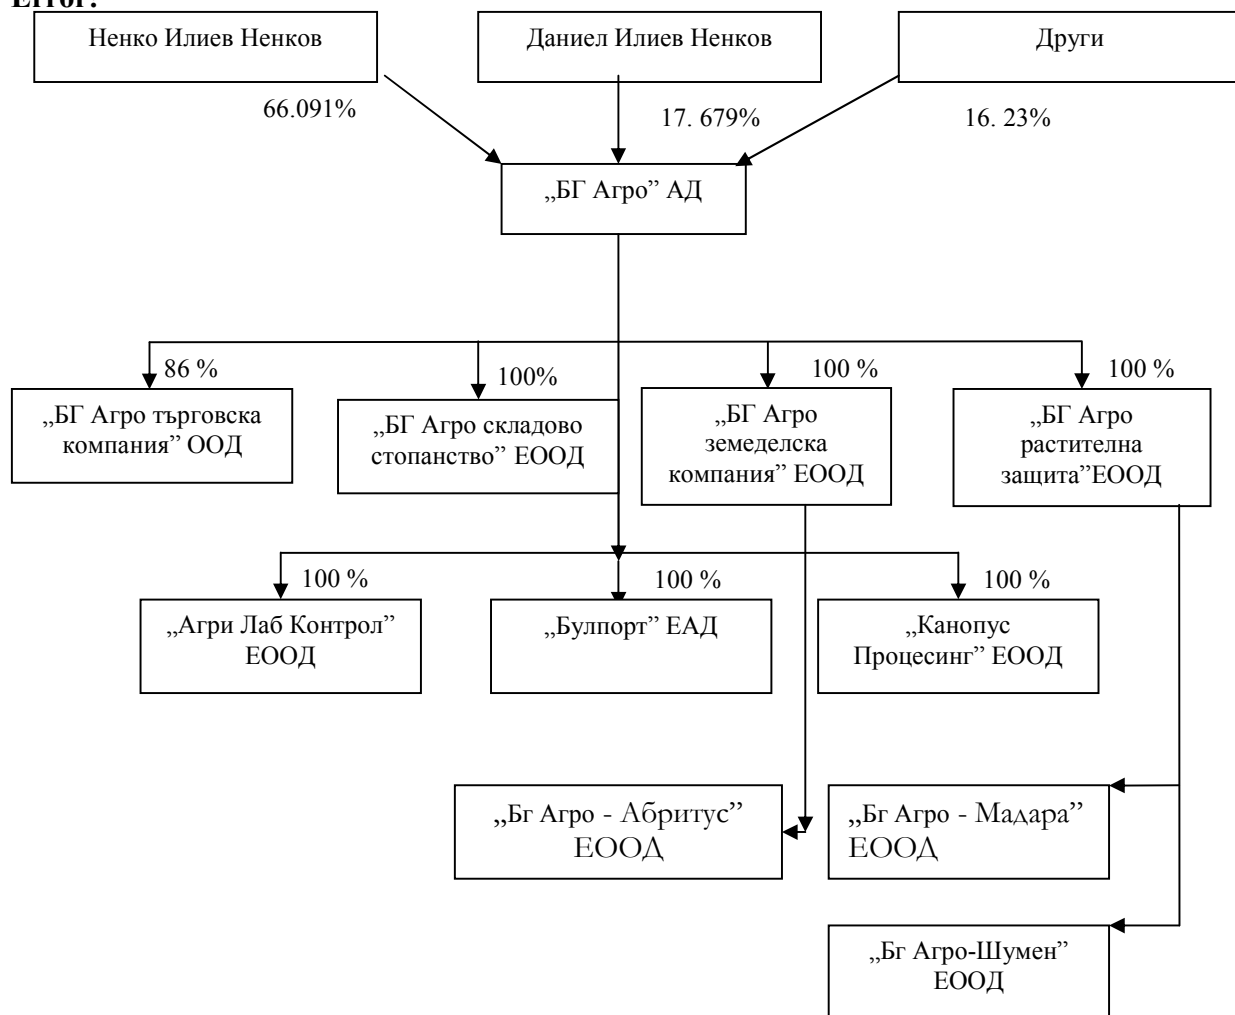 Error!
Ненко Илиев Ненков
Даниел Илиев Ненков
Други
66.091%
17. 679%
16. 23%
„БГ Агро” АД
86 %
100%
100 %
100 %
„БГ Агро търговска
компания” ООД
„БГ Агро складово
стопанство” ЕООД
„БГ Агро
земеделска
компания” ЕООД
„БГ Агро
растителна
защита”ЕООД
100 %
100 %
100 %
„Агри Лаб Контрол”
ЕООД
„Булпорт” ЕАД
„Канопус
Процесинг” ЕООД
„Бг Агро - Абритус”
ЕООД
„Бг Агро - Мадара”
ЕООД
„Бг Агро-Шумен”
ЕООД